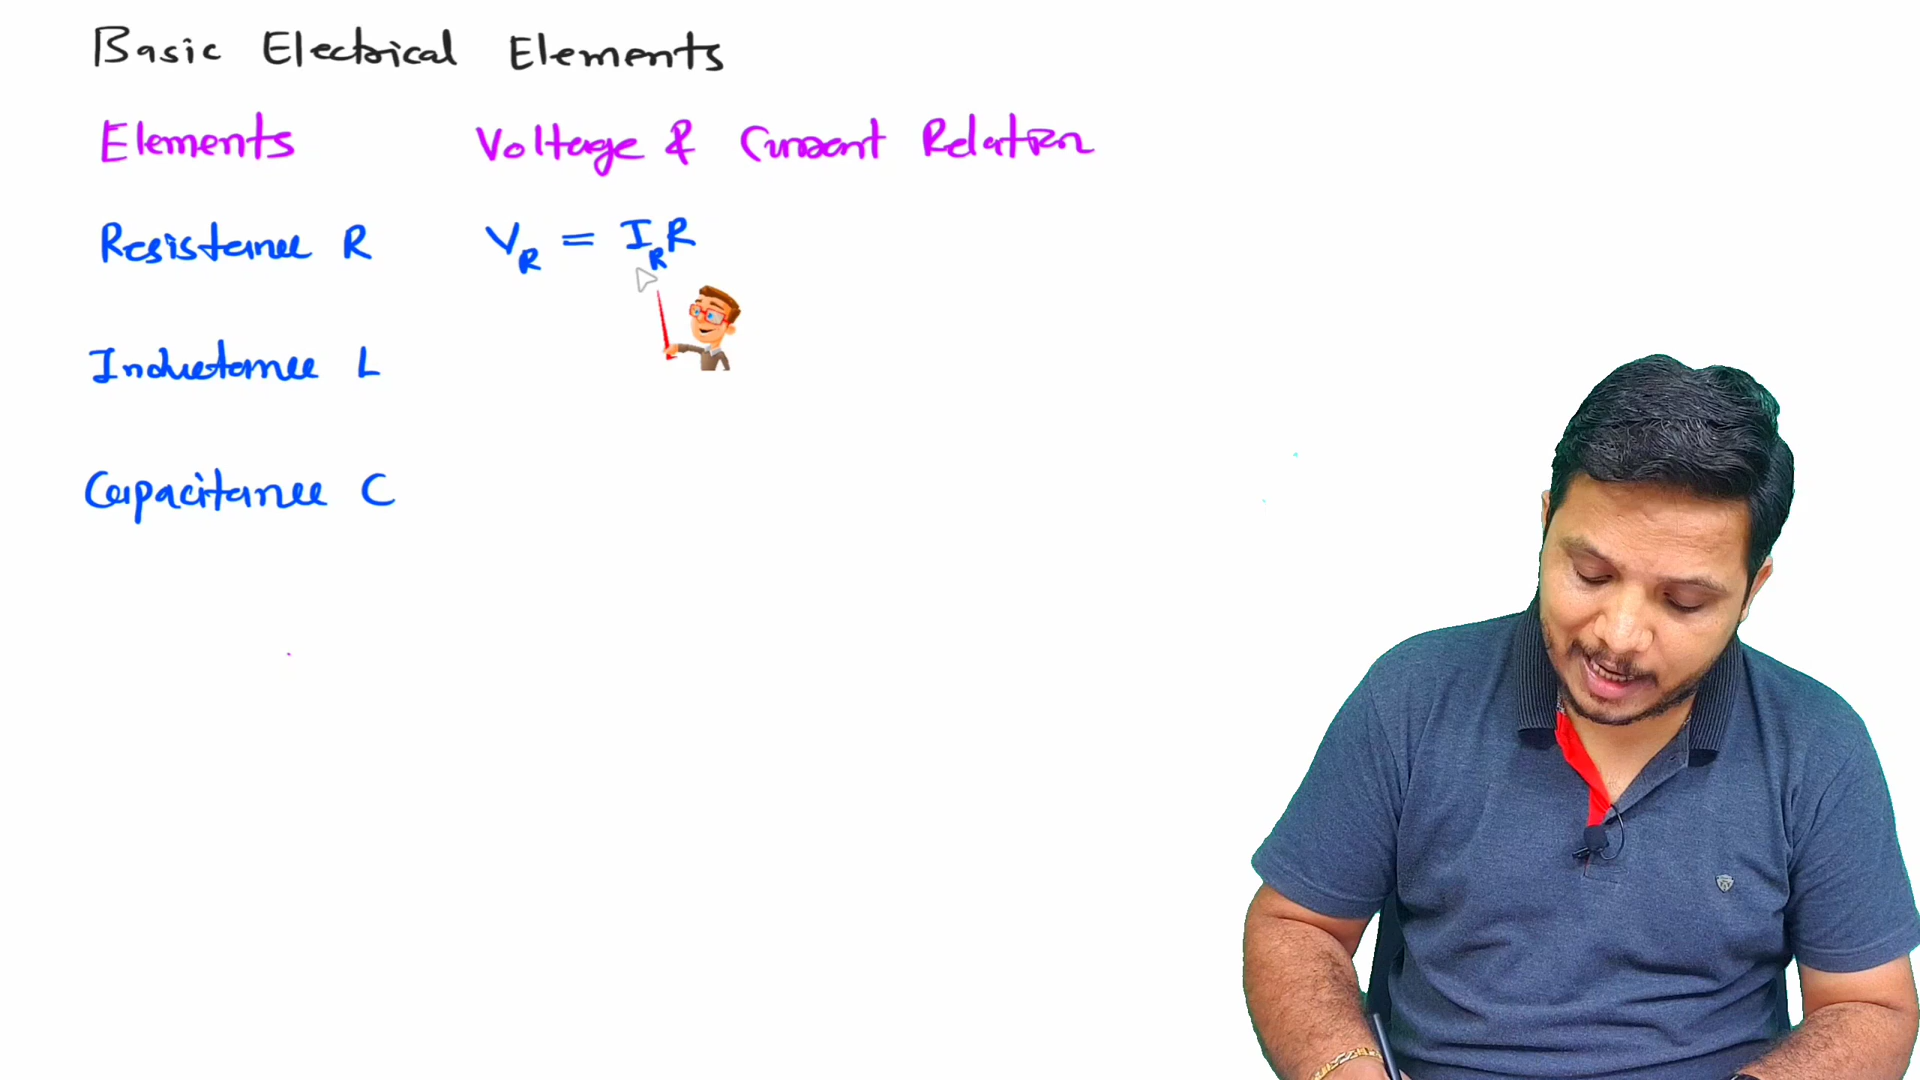 Basic Electrical Elements
Elements Voltage & Current Relation
Resistance R V_R = I_R R
Inductance L
Capacitance C